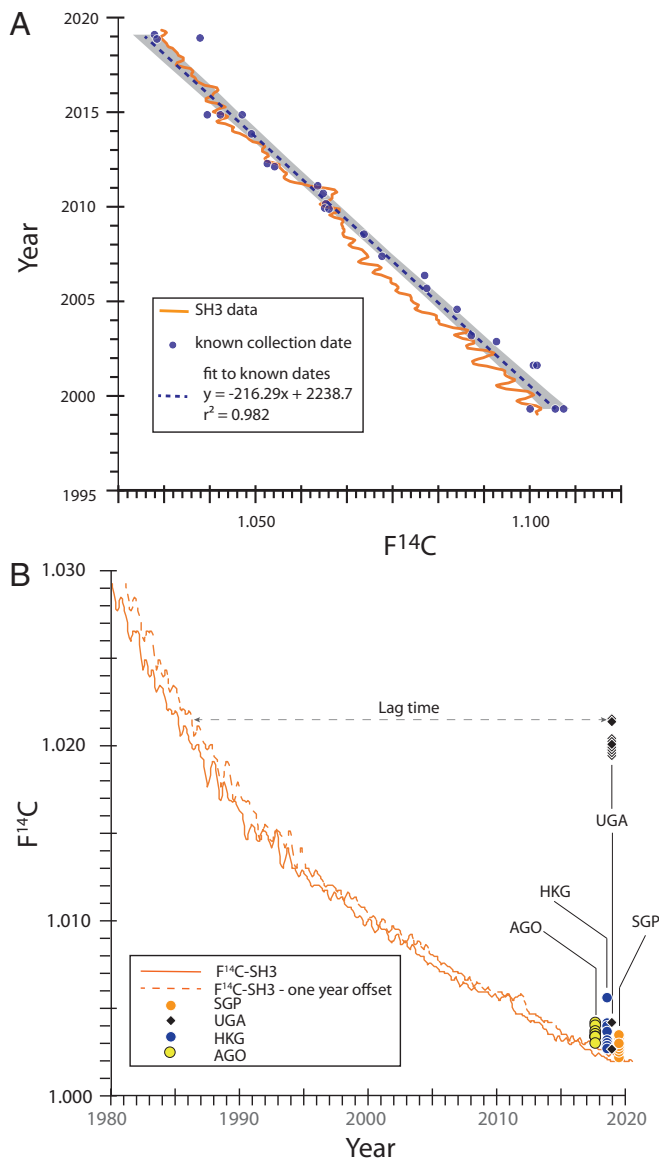 A
2020
2015
2010
2005
2000
1995
Year
SH3 data
known collection date
fit to known dates
y = -216.29x + 2238.7
r² = 0.982
1.050
1.100
F¹⁴C
B
1.030
1.020
1.010
1.000
F¹⁴C
Lag time
UGA
HKG
AGO
SGP
F¹⁴C-SH3
F¹⁴C-SH3 - one year offset
SGP
UGA
HKG
AGO
1980
1990
2000
2010
2020
Year